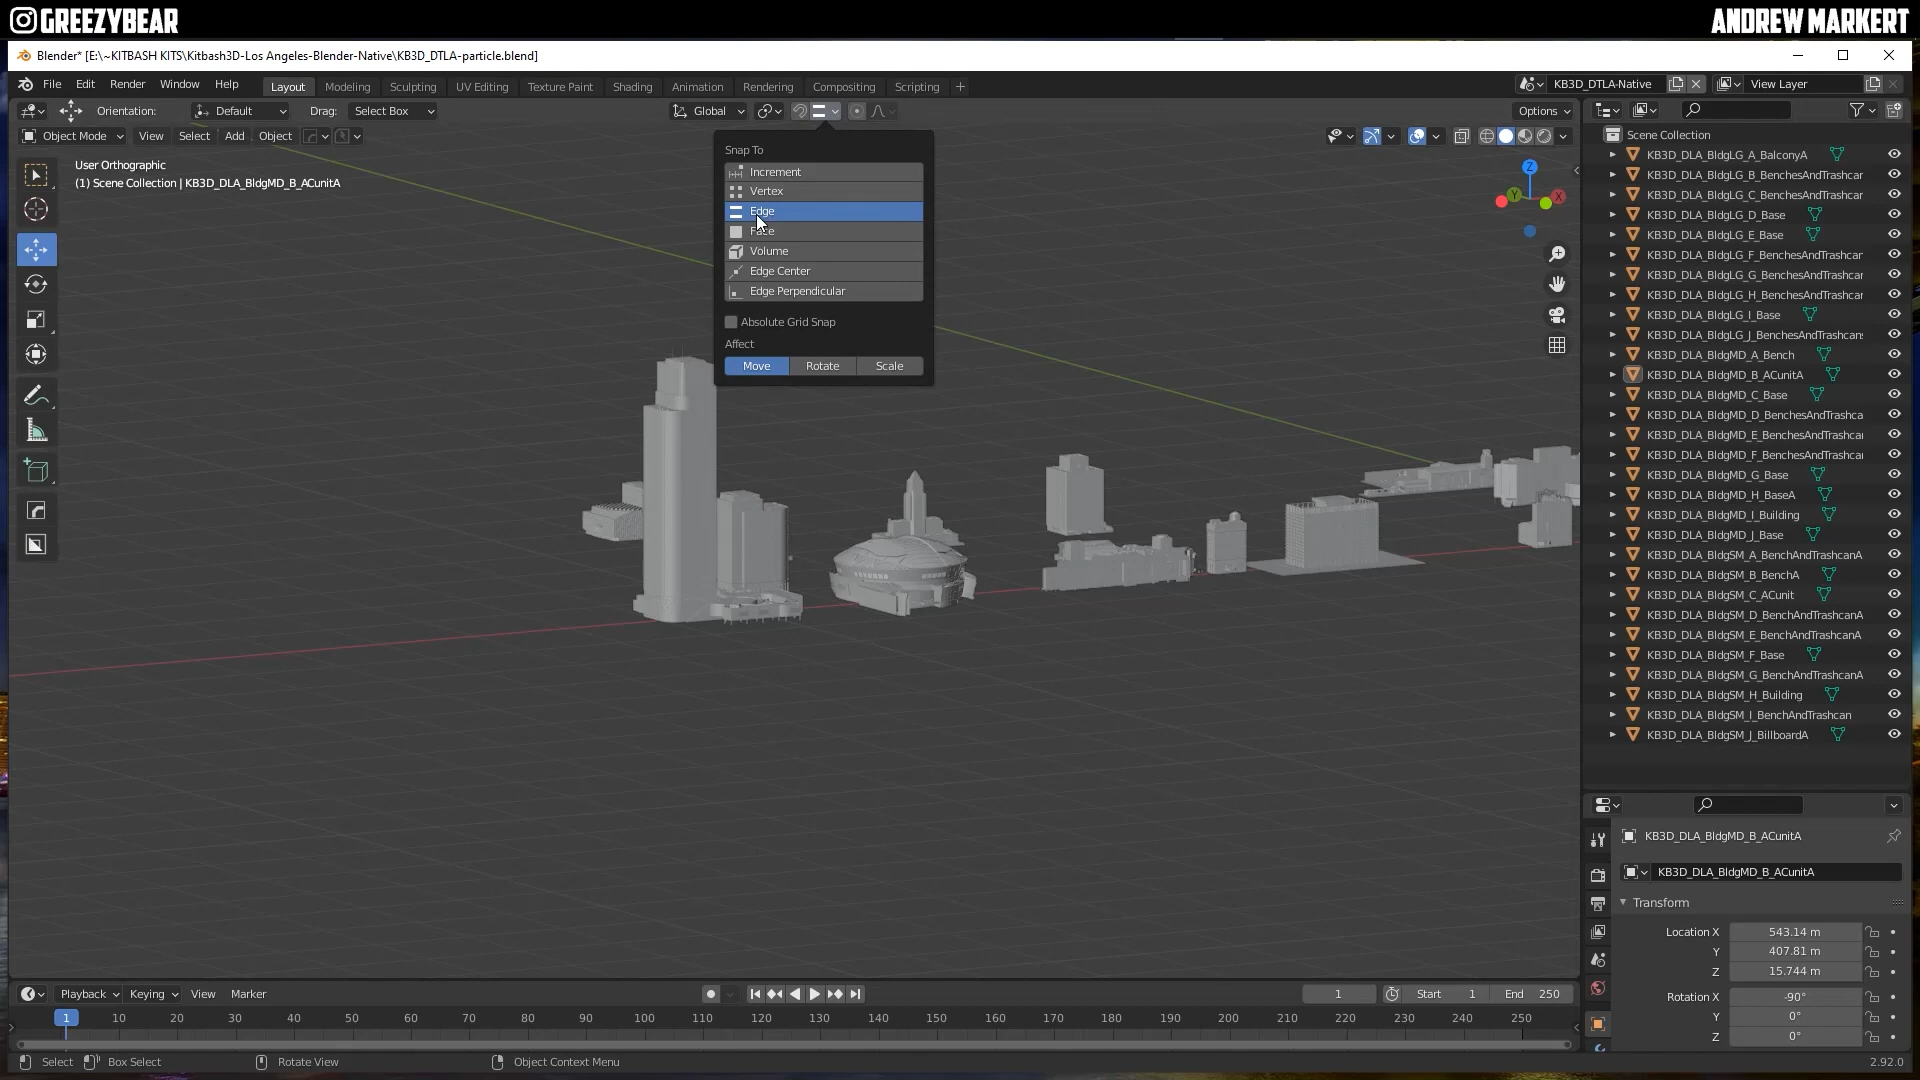 GREEZYBEAR
ANDREW MARKERT
Blender* [E:\~KITBASH KITS\Kitbash3D-Los Angeles-Blender-Native\KB3D_DTLA-particle.blend]
File Edit Render Window Help Layout Modeling Sculpting UV Editing Texture Paint Shading Animation Rendering Compositing Scripting + KB3D_DTLA-Native View Layer
Orientation: Default Drag: Select Box Global Options
Object Mode View Select Add Object
User Orthographic
(1) Scene Collection | KB3D_DLA_BldgMD_B_ACunitA
Snap To
Increment
Vertex
Edge
Face
Volume
Edge Center
Edge Perpendicular
Absolute Grid Snap
Affect
Move Rotate Scale
Z
Y
X
Scene Collection
KB3D_DLA_BldgLG_A_BalconyA
KB3D_DLA_BldgLG_B_BenchesAndTrashcar
KB3D_DLA_BldgLG_C_BenchesAndTrashcar
KB3D_DLA_BldgLG_D_Base
KB3D_DLA_BldgLG_E_Base
KB3D_DLA_BldgLG_F_BenchesAndTrashcar
KB3D_DLA_BldgLG_G_BenchesAndTrashcar
KB3D_DLA_BldgLG_H_BenchesAndTrashcar
KB3D_DLA_BldgLG_I_Base
KB3D_DLA_BldgLG_J_BenchesAndTrashcan:
KB3D_DLA_BldgMD_A_Bench
KB3D_DLA_BldgMD_B_ACunitA
KB3D_DLA_BldgMD_C_Base
KB3D_DLA_BldgMD_D_BenchesAndTrashca
KB3D_DLA_BldgMD_E_BenchesAndTrashcai
KB3D_DLA_BldgMD_F_BenchesAndTrashcai
KB3D_DLA_BldgMD_G_Base
KB3D_DLA_BldgMD_H_BaseA
KB3D_DLA_BldgMD_I_Building
KB3D_DLA_BldgMD_J_Base
KB3D_DLA_BldgSM_A_BenchAndTrashcanA
KB3D_DLA_BldgSM_B_BenchA
KB3D_DLA_BldgSM_C_ACunit
KB3D_DLA_BldgSM_D_BenchAndTrashcanA
KB3D_DLA_BldgSM_E_BenchAndTrashcanA
KB3D_DLA_BldgSM_F_Base
KB3D_DLA_BldgSM_G_BenchAndTrashcanA
KB3D_DLA_BldgSM_H_Building
KB3D_DLA_BldgSM_I_BenchAndTrashcan
KB3D_DLA_BldgSM_J_BillboardA
KB3D_DLA_BldgMD_B_ACunitA
KB3D_DLA_BldgMD_B_ACunitA
Transform
Location X 543.14 m
Y 407.81 m
Z 15.744 m
Rotation X -90°
Y 0°
Z 0°
Playback Keying View Marker 1 Start 1 End 250
1 10 20 30 40 50 60 70 80 90 100 110 120 130 140 150 160 170 180 190 200 210 220 230 240 250
Select Box Select Rotate View Object Context Menu 2.92.0